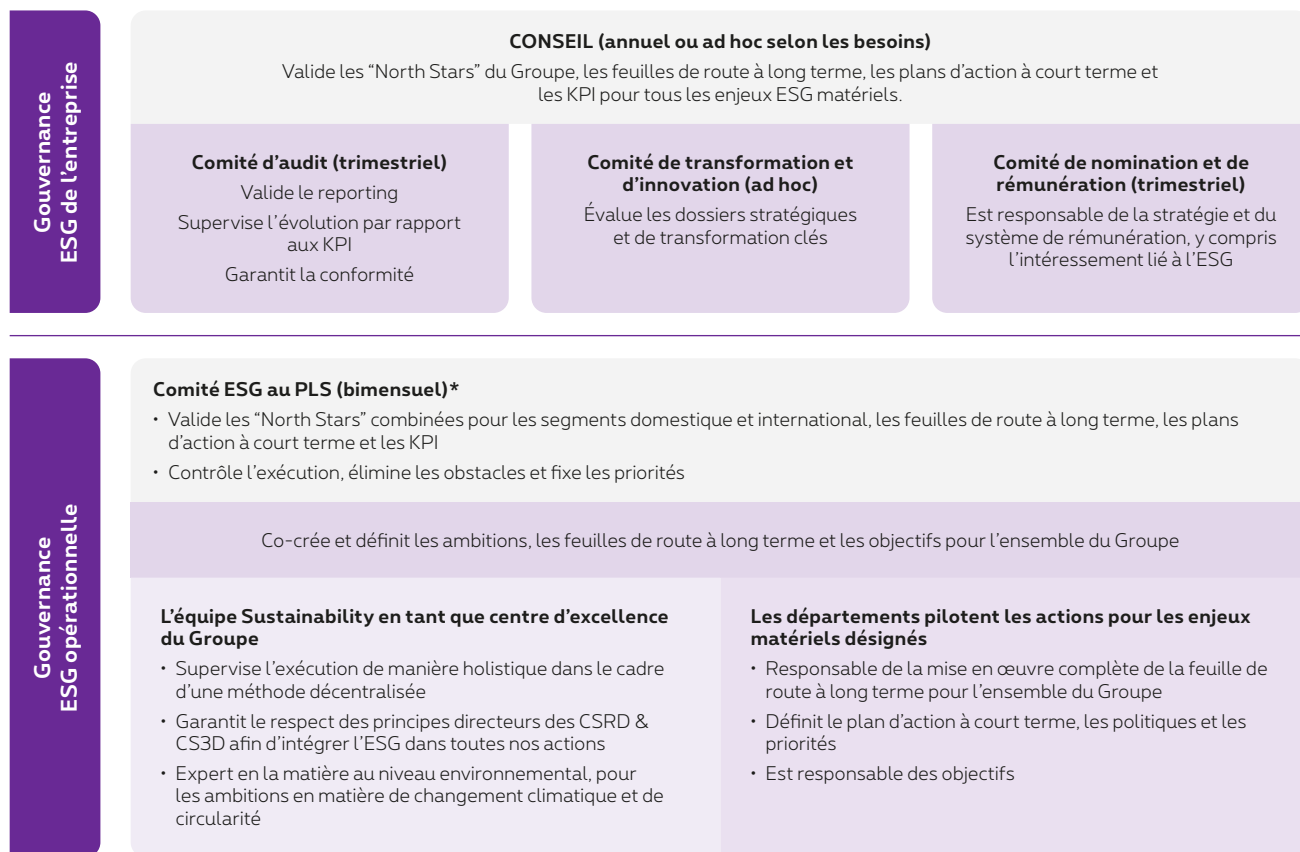 Gouvernance
ESG de l'entreprise
CONSEIL (annuel ou ad hoc selon les besoins)
Valide les “North Stars” du Groupe, les feuilles de route à long terme, les plans d'action à court terme et
les KPI pour tous les enjeux ESG matériels.
Comité d'audit (trimestriel)
Valide le reporting
Supervise l'évolution par rapport
aux KPI
Garantit la conformité
Comité de transformation et
d'innovation (ad hoc)
Évalue les dossiers stratégiques
et de transformation clés
Comité de nomination et de
rémunération (trimestriel)
Est responsable de la stratégie et du
système de rémunération, y compris
l'intéressement lié à l'ESG
Gouvernance
ESG opérationnelle
Comité ESG au PLS (bimensuel)*
• Valide les “North Stars” combinées pour les segments domestique et international, les feuilles de route à long terme, les plans
d'action à court terme et les KPI
• Contrôle l'exécution, élimine les obstacles et fixe les priorités
Co-crée et définit les ambitions, les feuilles de route à long terme et les objectifs pour l'ensemble du Groupe
L'équipe Sustainability en tant que centre d'excellence
du Groupe
• Supervise l'exécution de manière holistique dans le cadre
d'une méthode décentralisée
• Garantit le respect des principes directeurs des CSRD &
CS3D afin d'intégrer l'ESG dans toutes nos actions
• Expert en la matière au niveau environnemental, pour
les ambitions en matière de changement climatique et de
circularité
Les départements pilotent les actions pour les enjeux
matériels désignés
• Responsable de la mise en œuvre complète de la feuille de
route à long terme pour l'ensemble du Groupe
• Définit le plan d'action à court terme, les politiques et les
priorités
• Est responsable des objectifs